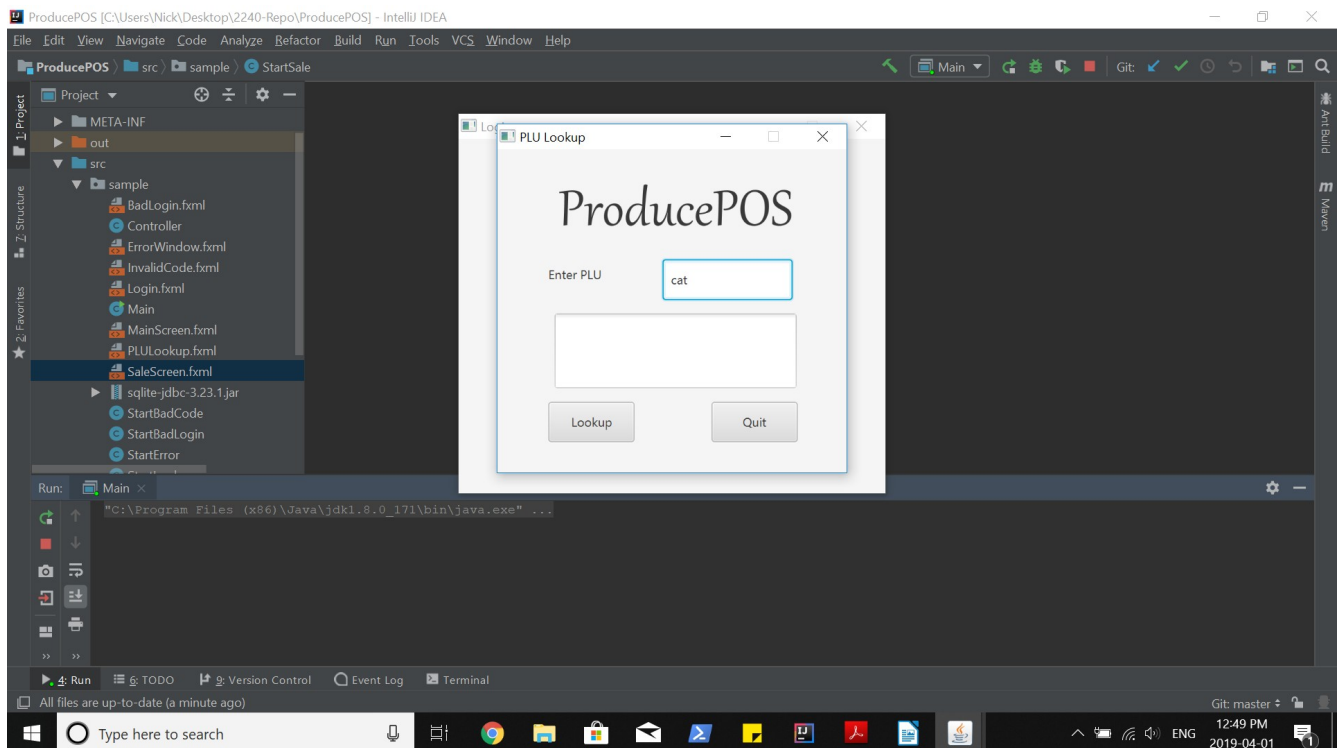 ProducePOS [C:\Users\Nick\Desktop\2240-Repo\ProducePOS] - IntelliJ IDEA
File Edit View Navigate Code Analyze Refactor Build Run Tools VCS Window Help
ProducePOS src sample StartSale Main Git:
1: Project
7: Structure
2: Favorites
Project
META-INF
out
src
sample
BadLogin.fxml
Controller
ErrorWindow.fxml
InvalidCode.fxml
Login.fxml
Main
MainScreen.fxml
PLULookup.fxml
SaleScreen.fxml
sqlite-jdbc-3.23.1.jar
StartBadCode
StartBadLogin
StartError
PLU Lookup
ProducePOS
Enter PLU cat
Lookup Quit
Ant Build
Maven
Run: Main
"C:\Program Files (x86)\Java\jdk1.8.0_171\bin\java.exe" ...
4: Run 6: TODO 9: Version Control Event Log Terminal
All files are up-to-date (a minute ago) Git: master
Type here to search ENG 12:49 PM
2019-04-01